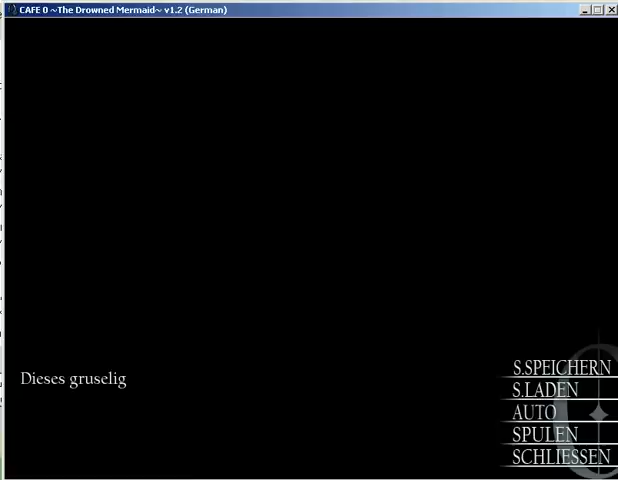 CAFE 0 ~The Drowned Mermaid~ v1.2 (German)
Dieses gruselig
S.SPEICHERN
S.LADEN
AUTO
SPULEN
SCHLIESSEN